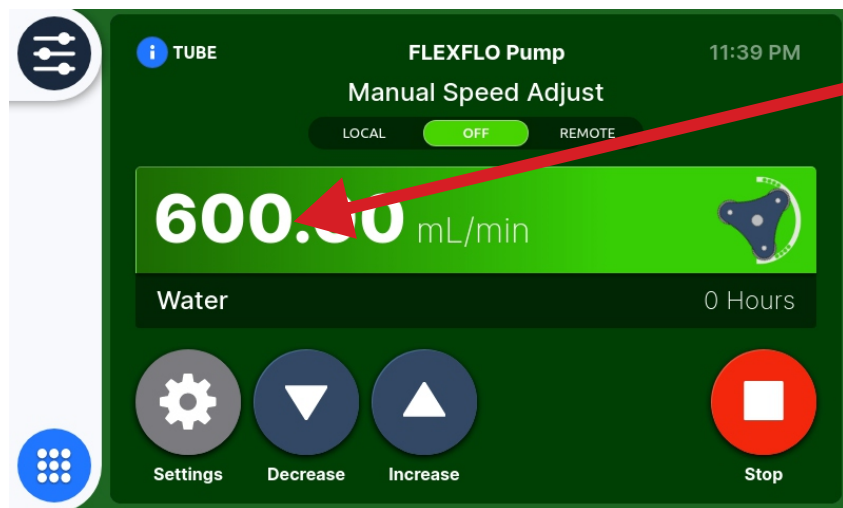 i TUBE
FLEXFLO Pump
11:39 PM
Manual Speed Adjust
LOCAL OFF REMOTE
600.00 mL/min
Water
0 Hours
Settings
Decrease
Increase
Stop